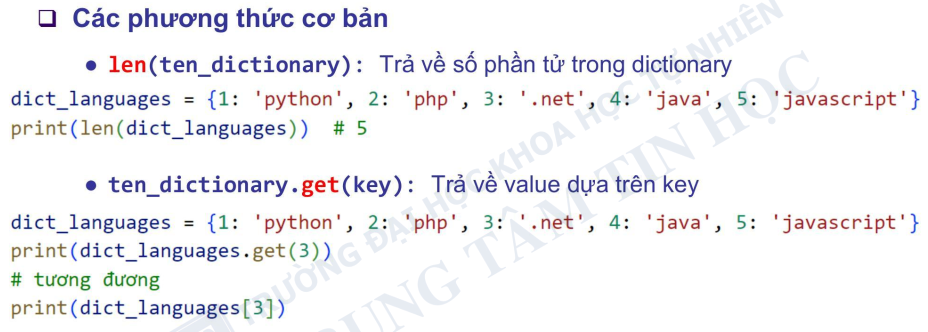 ❑ Các phương thức cơ bản
● len(ten_dictionary): Trả về số phần tử trong dictionary
dict_languages = {1: 'python', 2: 'php', 3: '.net', 4: 'java', 5: 'javascript'}
print(len(dict_languages))  # 5
● ten_dictionary.get(key): Trả về value dựa trên key
dict_languages = {1: 'python', 2: 'php', 3: '.net', 4: 'java', 5: 'javascript'}
print(dict_languages.get(3))
# tương đương
print(dict_languages[3])
TRƯỜNG ĐẠI HỌC KHOA HỌC TỰ NHIÊN
TRUNG TÂM TIN HỌC